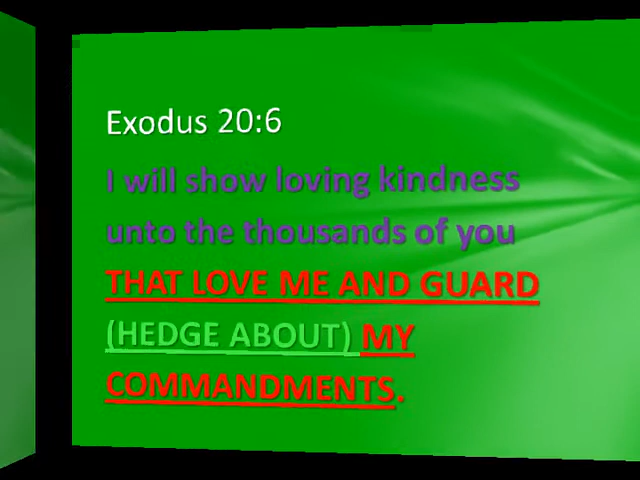 Exodus 20:6
I will show loving kindness
unto the thousands of you
THAT LOVE ME AND GUARD
(HEDGE ABOUT) MY
COMMANDMENTS.